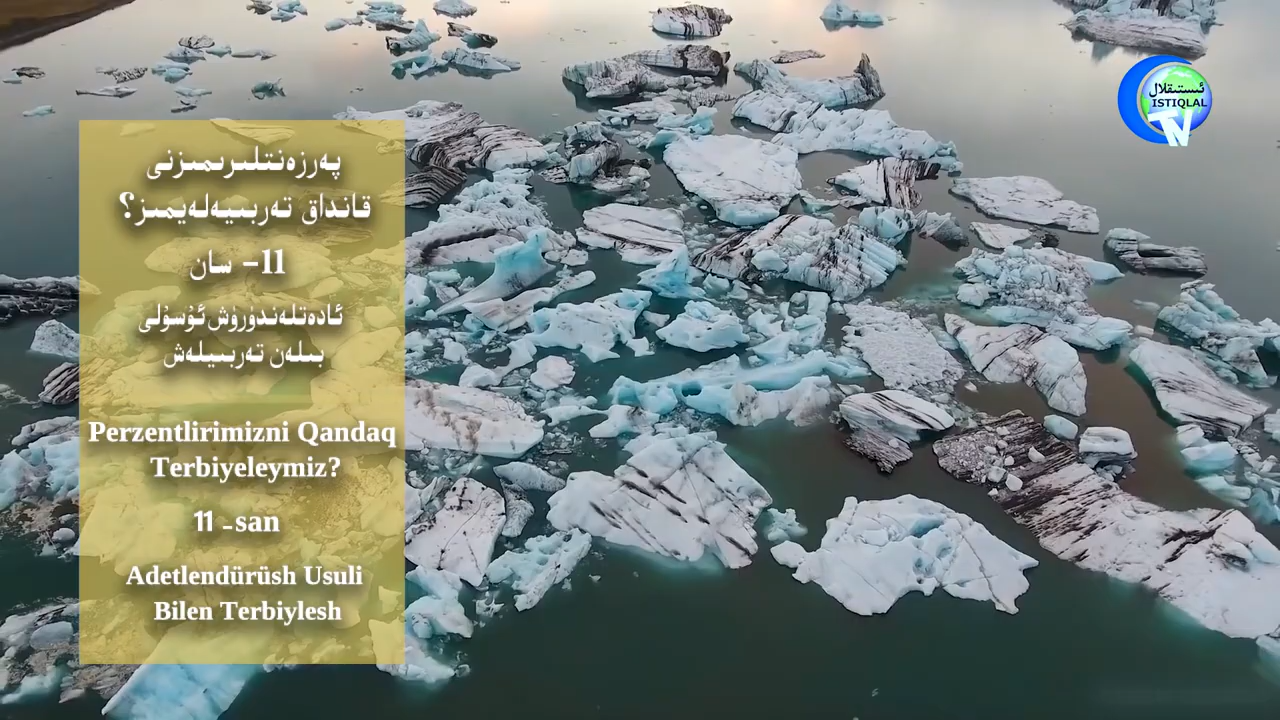 پەرزەنتلىرىمىزنى
قانداق تەربىيەلەيمىز؟
11- سان
ئادەتلەندۈرۈش ئۇسۇلى
بىلەن تەربىيلەش
Perzentlirimizni Qandaq
Terbiyeleymiz?
11 - san
Adetlendürüsh Usuli
Bilen Terbiylesh
ئىستىقلال
ISTIQLAL
TV